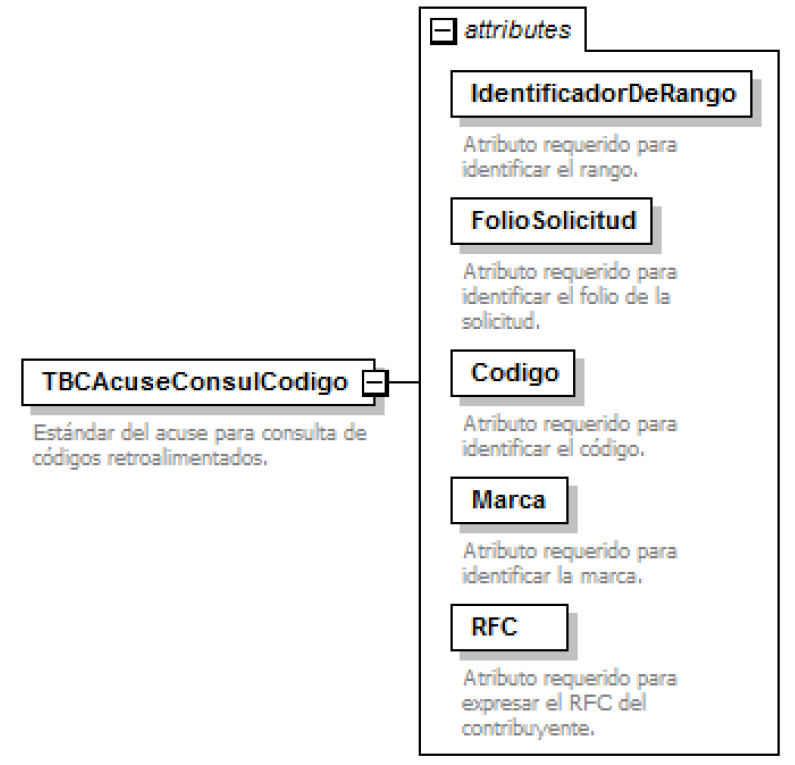 attributes
IdentificadorDeRango
Atributo requerido para
identificar el rango.
FolioSolicitud
Atributo requerido para
identificar el folio de la
solicitud.
TBCAcuseConsulCodigo
Estándar del acuse para consulta de
códigos retroalimentados.
Codigo
Atributo requerido para
identificar el código.
Marca
Atributo requerido para
identificar la marca.
RFC
Atributo requerido para
expresar el RFC del
contribuyente.